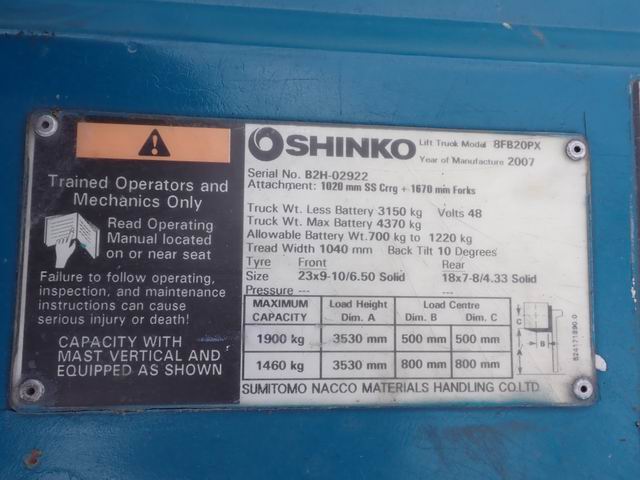 Trained Operators and
Mechanics Only
Read Operating
Manual located
on or near seat
Failure to follow operating,
inspection, and maintenance
instructions can cause
serious injury or death!
CAPACITY WITH
MAST VERTICAL AND
EQUIPPED AS SHOWN
SHINKO Lift Truck Model 8FB20PX
Year of Manufacture 2007
Serial No. B2H-02922
Attachment: 1020 mm SS Crrg + 1670 mm Forks
Truck Wt. Less Battery 3150 kg Volts 48
Truck Wt. Max Battery 4370 kg
Allowable Battery Wt. 700 kg to 1220 kg
Tread Width 1040 mm Back Tilt 10 Degrees
Tyre Front Rear
Size 23x9-10/6.50 Solid 18x7-8/4.33 Solid
Pressure --- ---
MAXIMUM CAPACITY Load Height Dim. A Load Centre Dim. B Dim. C
1900 kg 3530 mm 500 mm 500 mm
1460 kg 3530 mm 800 mm 800 mm
C
B
A
SUMITOMO NACCO MATERIALS HANDLING CO.LTD.